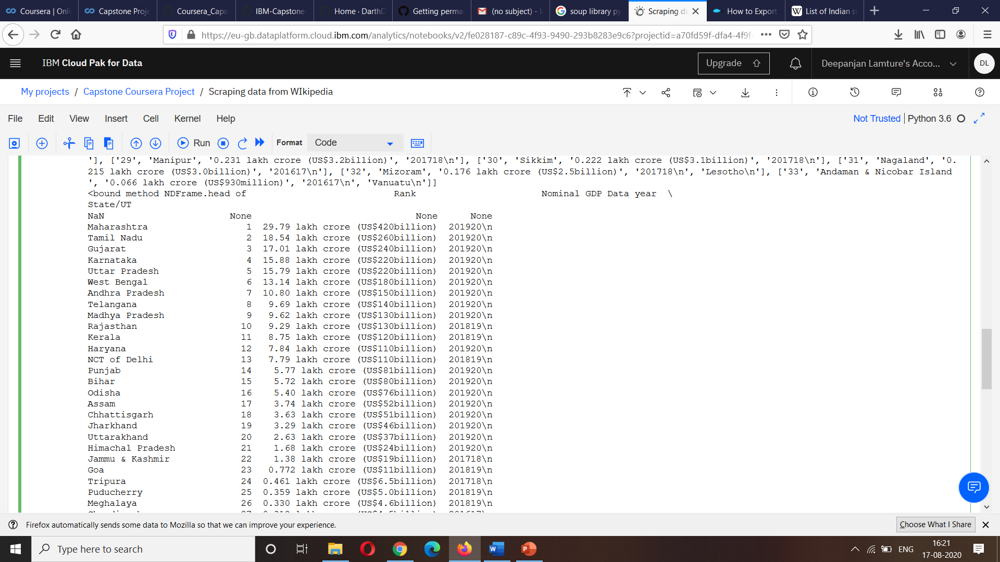 Coursera | Onli
Capstone Proje
Coursera_Caps
IBM-Capstone-
Home · DarthD
Getting perma
(no subject) -
soup library py
Scraping da
How to Export
List of Indian s
https://eu-gb.dataplatform.cloud.ibm.com/analytics/notebooks/v2/fe028187-c89c-4f93-9490-293b8283e9c6?projectid=a70fd59f-dfa4-4f9f-
IBM Cloud Pak for Data
Upgrade
Deepanjan Lamture's Acco...
DL
My projects / Capstone Coursera Project / Scraping data from WIkipedia
File Edit View Insert Cell Kernel Help
Not Trusted | Python 3.6
Run
Format
Code
'], ['29', 'Manipur', '0.231 lakh crore (US$3.2billion)', '201718\n'], ['30', 'Sikkim', '0.222 lakh crore (US$3.1billion)', '201718\n'], ['31', 'Nagaland', '0.
215 lakh crore (US$3.0billion)', '201617\n'], ['32', 'Mizoram', '0.176 lakh crore (US$2.5billion)', '201718\n', 'Lesotho\n'], ['33', 'Andaman & Nicobar Island
', '0.066 lakh crore (US$930million)', '201617\n', 'Vanuatu\n']]
<bound method NDFrame.head of Rank Nominal GDP Data year \
State/UT
NaN None None None
Maharashtra 1 29.79 lakh crore (US$420billion) 201920\n
Tamil Nadu 2 18.54 lakh crore (US$260billion) 201920\n
Gujarat 3 17.01 lakh crore (US$240billion) 201920\n
Karnataka 4 15.88 lakh crore (US$220billion) 201920\n
Uttar Pradesh 5 15.79 lakh crore (US$220billion) 201920\n
West Bengal 6 13.14 lakh crore (US$180billion) 201920\n
Andhra Pradesh 7 10.80 lakh crore (US$150billion) 201920\n
Telangana 8 9.69 lakh crore (US$140billion) 201920\n
Madhya Pradesh 9 9.62 lakh crore (US$130billion) 201920\n
Rajasthan 10 9.29 lakh crore (US$130billion) 201819\n
Kerala 11 8.75 lakh crore (US$120billion) 201819\n
Haryana 12 7.84 lakh crore (US$110billion) 201920\n
NCT of Delhi 13 7.79 lakh crore (US$110billion) 201819\n
Punjab 14 5.77 lakh crore (US$81billion) 201920\n
Bihar 15 5.72 lakh crore (US$80billion) 201920\n
Odisha 16 5.40 lakh crore (US$76billion) 201920\n
Assam 17 3.74 lakh crore (US$52billion) 201920\n
Chhattisgarh 18 3.63 lakh crore (US$51billion) 201920\n
Jharkhand 19 3.29 lakh crore (US$46billion) 201920\n
Uttarakhand 20 2.63 lakh crore (US$37billion) 201920\n
Himachal Pradesh 21 1.68 lakh crore (US$24billion) 201920\n
Jammu & Kashmir 22 1.38 lakh crore (US$19billion) 201718\n
Goa 23 0.772 lakh crore (US$11billion) 201819\n
Tripura 24 0.461 lakh crore (US$6.5billion) 201718\n
Puducherry 25 0.359 lakh crore (US$5.0billion) 201819\n
Meghalaya 26 0.330 lakh crore (US$4.6billion) 201819\n
Firefox automatically sends some data to Mozilla so that we can improve your experience.
Choose What I Share
Type here to search
ENG
16:21
17-08-2020